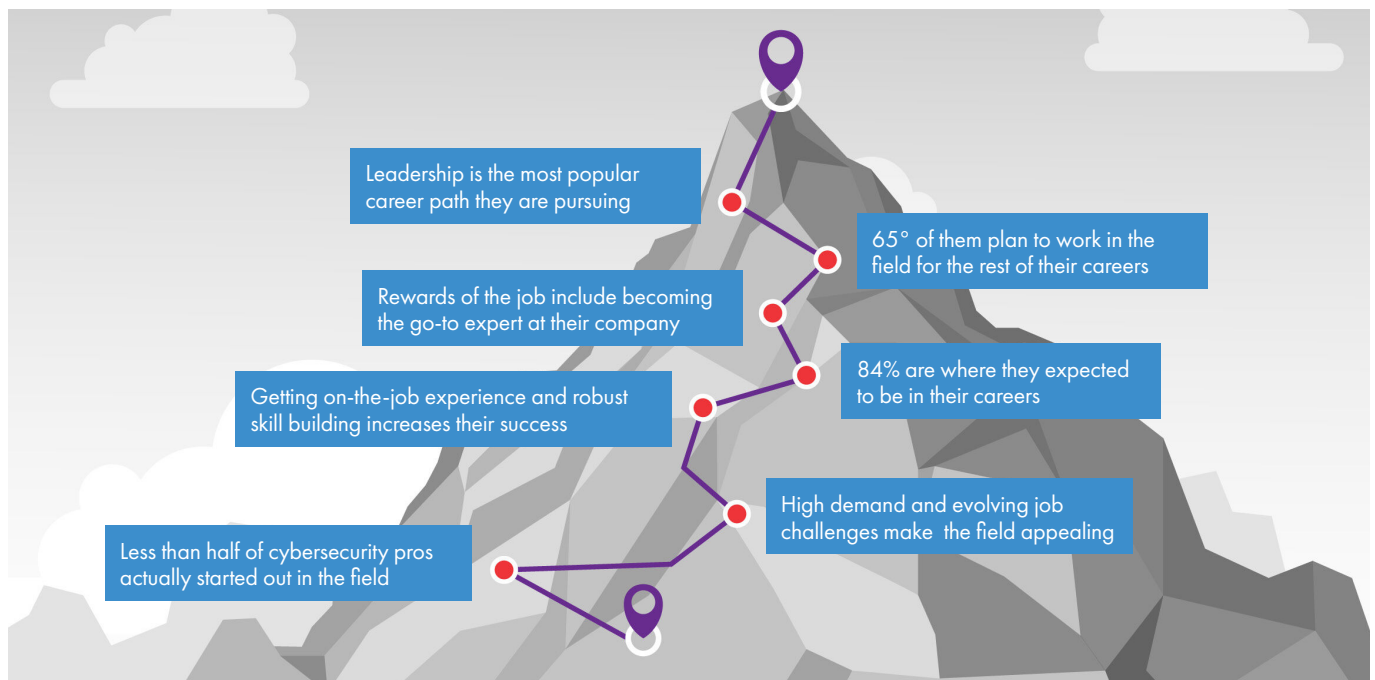 Leadership is the most popular
career path they are pursuing
65° of them plan to work in the
field for the rest of their careers
Rewards of the job include becoming
the go-to expert at their company
84% are where they expected
to be in their careers
Getting on-the-job experience and robust
skill building increases their success
High demand and evolving job
challenges make  the field appealing
Less than half of cybersecurity pros
actually started out in the field